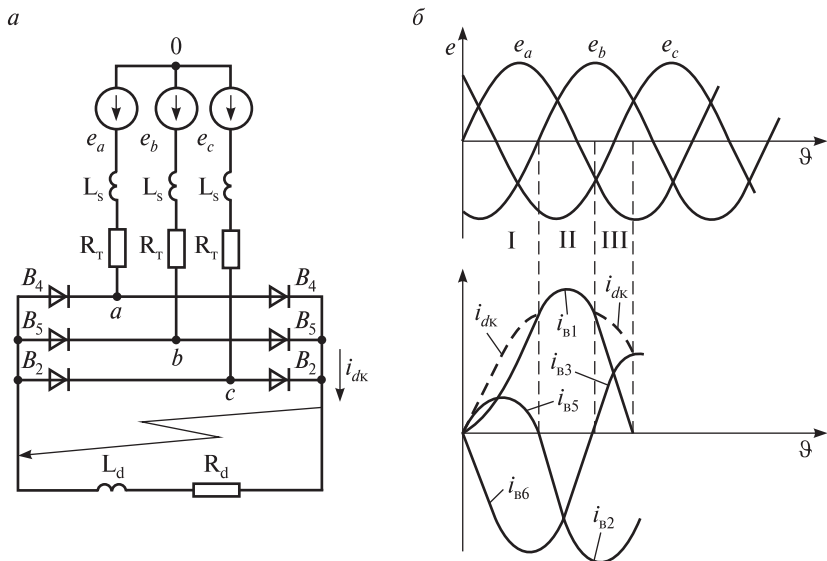 а
0
e_a e_b e_c
L_s L_s L_s
R_т R_т R_т
B_4 B_4
a
B_5 B_5
b
B_2 B_2
c
i_dк
L_d R_d
б
e e_a e_b e_c
ϑ
I II III
i_dк i_в1 i_dк
i_в3
i_в5
ϑ
i_в6 i_в2